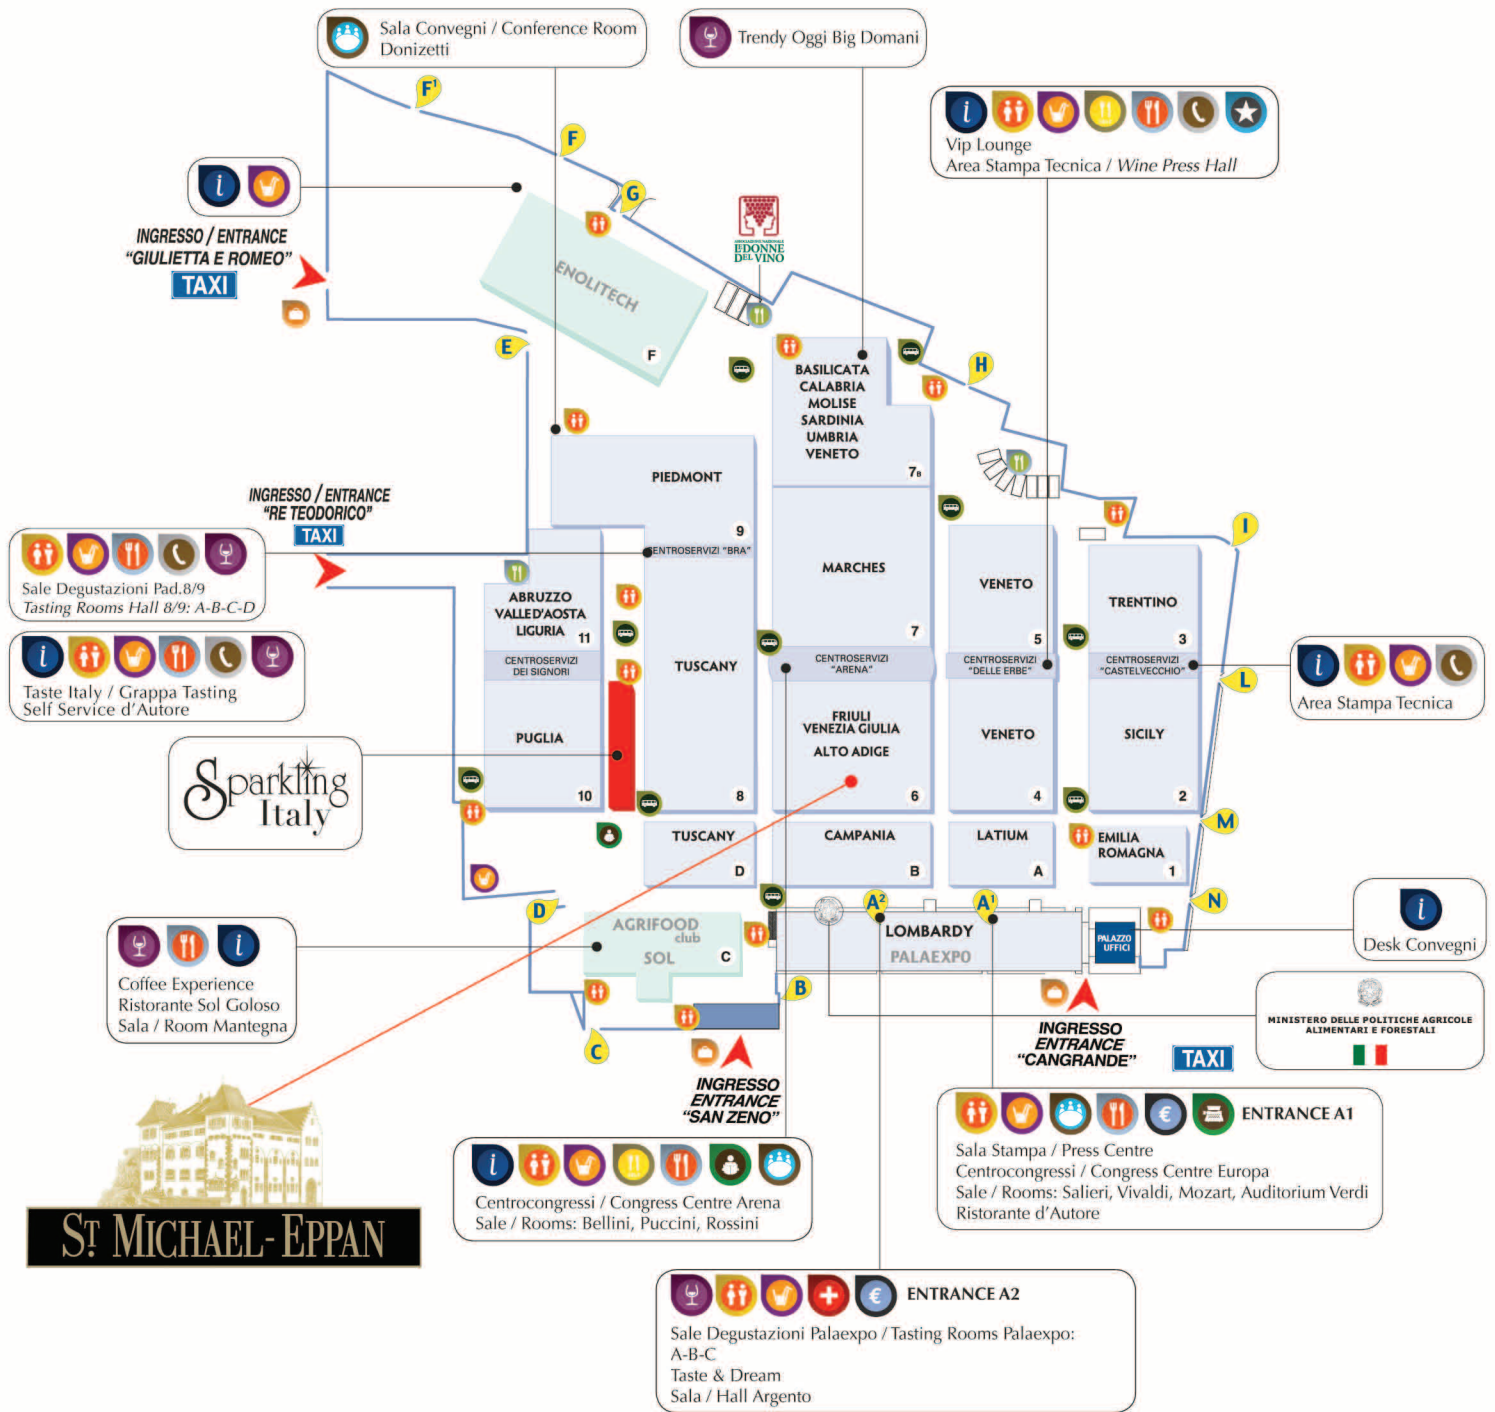 Sala Convegni / Conference Room
Donizetti
Trendy Oggi Big Domani
Vip Lounge
Area Stampa Tecnica / Wine Press Hall
F¹
F
G
INGRESSO / ENTRANCE
"GIULIETTA E ROMEO"
TAXI
ASSOCIAZIONE NAZIONALE
LE DONNE
DEL VINO
ENOLITECH
F
E
H
BASILICATA
CALABRIA
MOLISE
SARDINIA
UMBRIA
VENETO
7B
PIEDMONT
9
INGRESSO / ENTRANCE
"RE TEODORICO"
TAXI
CENTROSERVIZI "BRA"
I
Sale Degustazioni Pad.8/9
Tasting Rooms Hall 8/9: A-B-C-D
MARCHES
7
VENETO
5
TRENTINO
3
ABRUZZO
VALLED'AOSTA
LIGURIA
11
CENTROSERVIZI
DEI SIGNORI
TUSCANY
CENTROSERVIZI
"ARENA"
CENTROSERVIZI
"DELLE ERBE"
CENTROSERVIZI
"CASTELVECCHIO"
L
Taste Italy / Grappa Tasting
Self Service d'Autore
Area Stampa Tecnica
PUGLIA
10
8
FRIULI
VENEZIA GIULIA
ALTO ADIGE
6
VENETO
4
SICILY
2
Sparkling
Italy
M
TUSCANY
D
CAMPANIA
B
LATIUM
A
EMILIA
ROMAGNA
1
N
D
A²
A¹
AGRIFOOD
club
SOL
C
LOMBARDY
PALAEXPO
PALAZZO
UFFICI
Desk Convegni
Coffee Experience
Ristorante Sol Goloso
Sala / Room Mantegna
B
C
INGRESSO
ENTRANCE
"SAN ZENO"
INGRESSO
ENTRANCE
"CANGRANDE"
TAXI
MINISTERO DELLE POLITICHE AGRICOLE
ALIMENTARI E FORESTALI
ENTRANCE A1
Sala Stampa / Press Centre
Centrocongressi / Congress Centre Europa
Sale / Rooms: Salieri, Vivaldi, Mozart, Auditorium Verdi
Ristorante d'Autore
Centrocongressi / Congress Centre Arena
Sale / Rooms: Bellini, Puccini, Rossini
ST. MICHAEL - EPPAN
ENTRANCE A2
Sale Degustazioni Palaexpo / Tasting Rooms Palaexpo:
A-B-C
Taste & Dream
Sala / Hall Argento